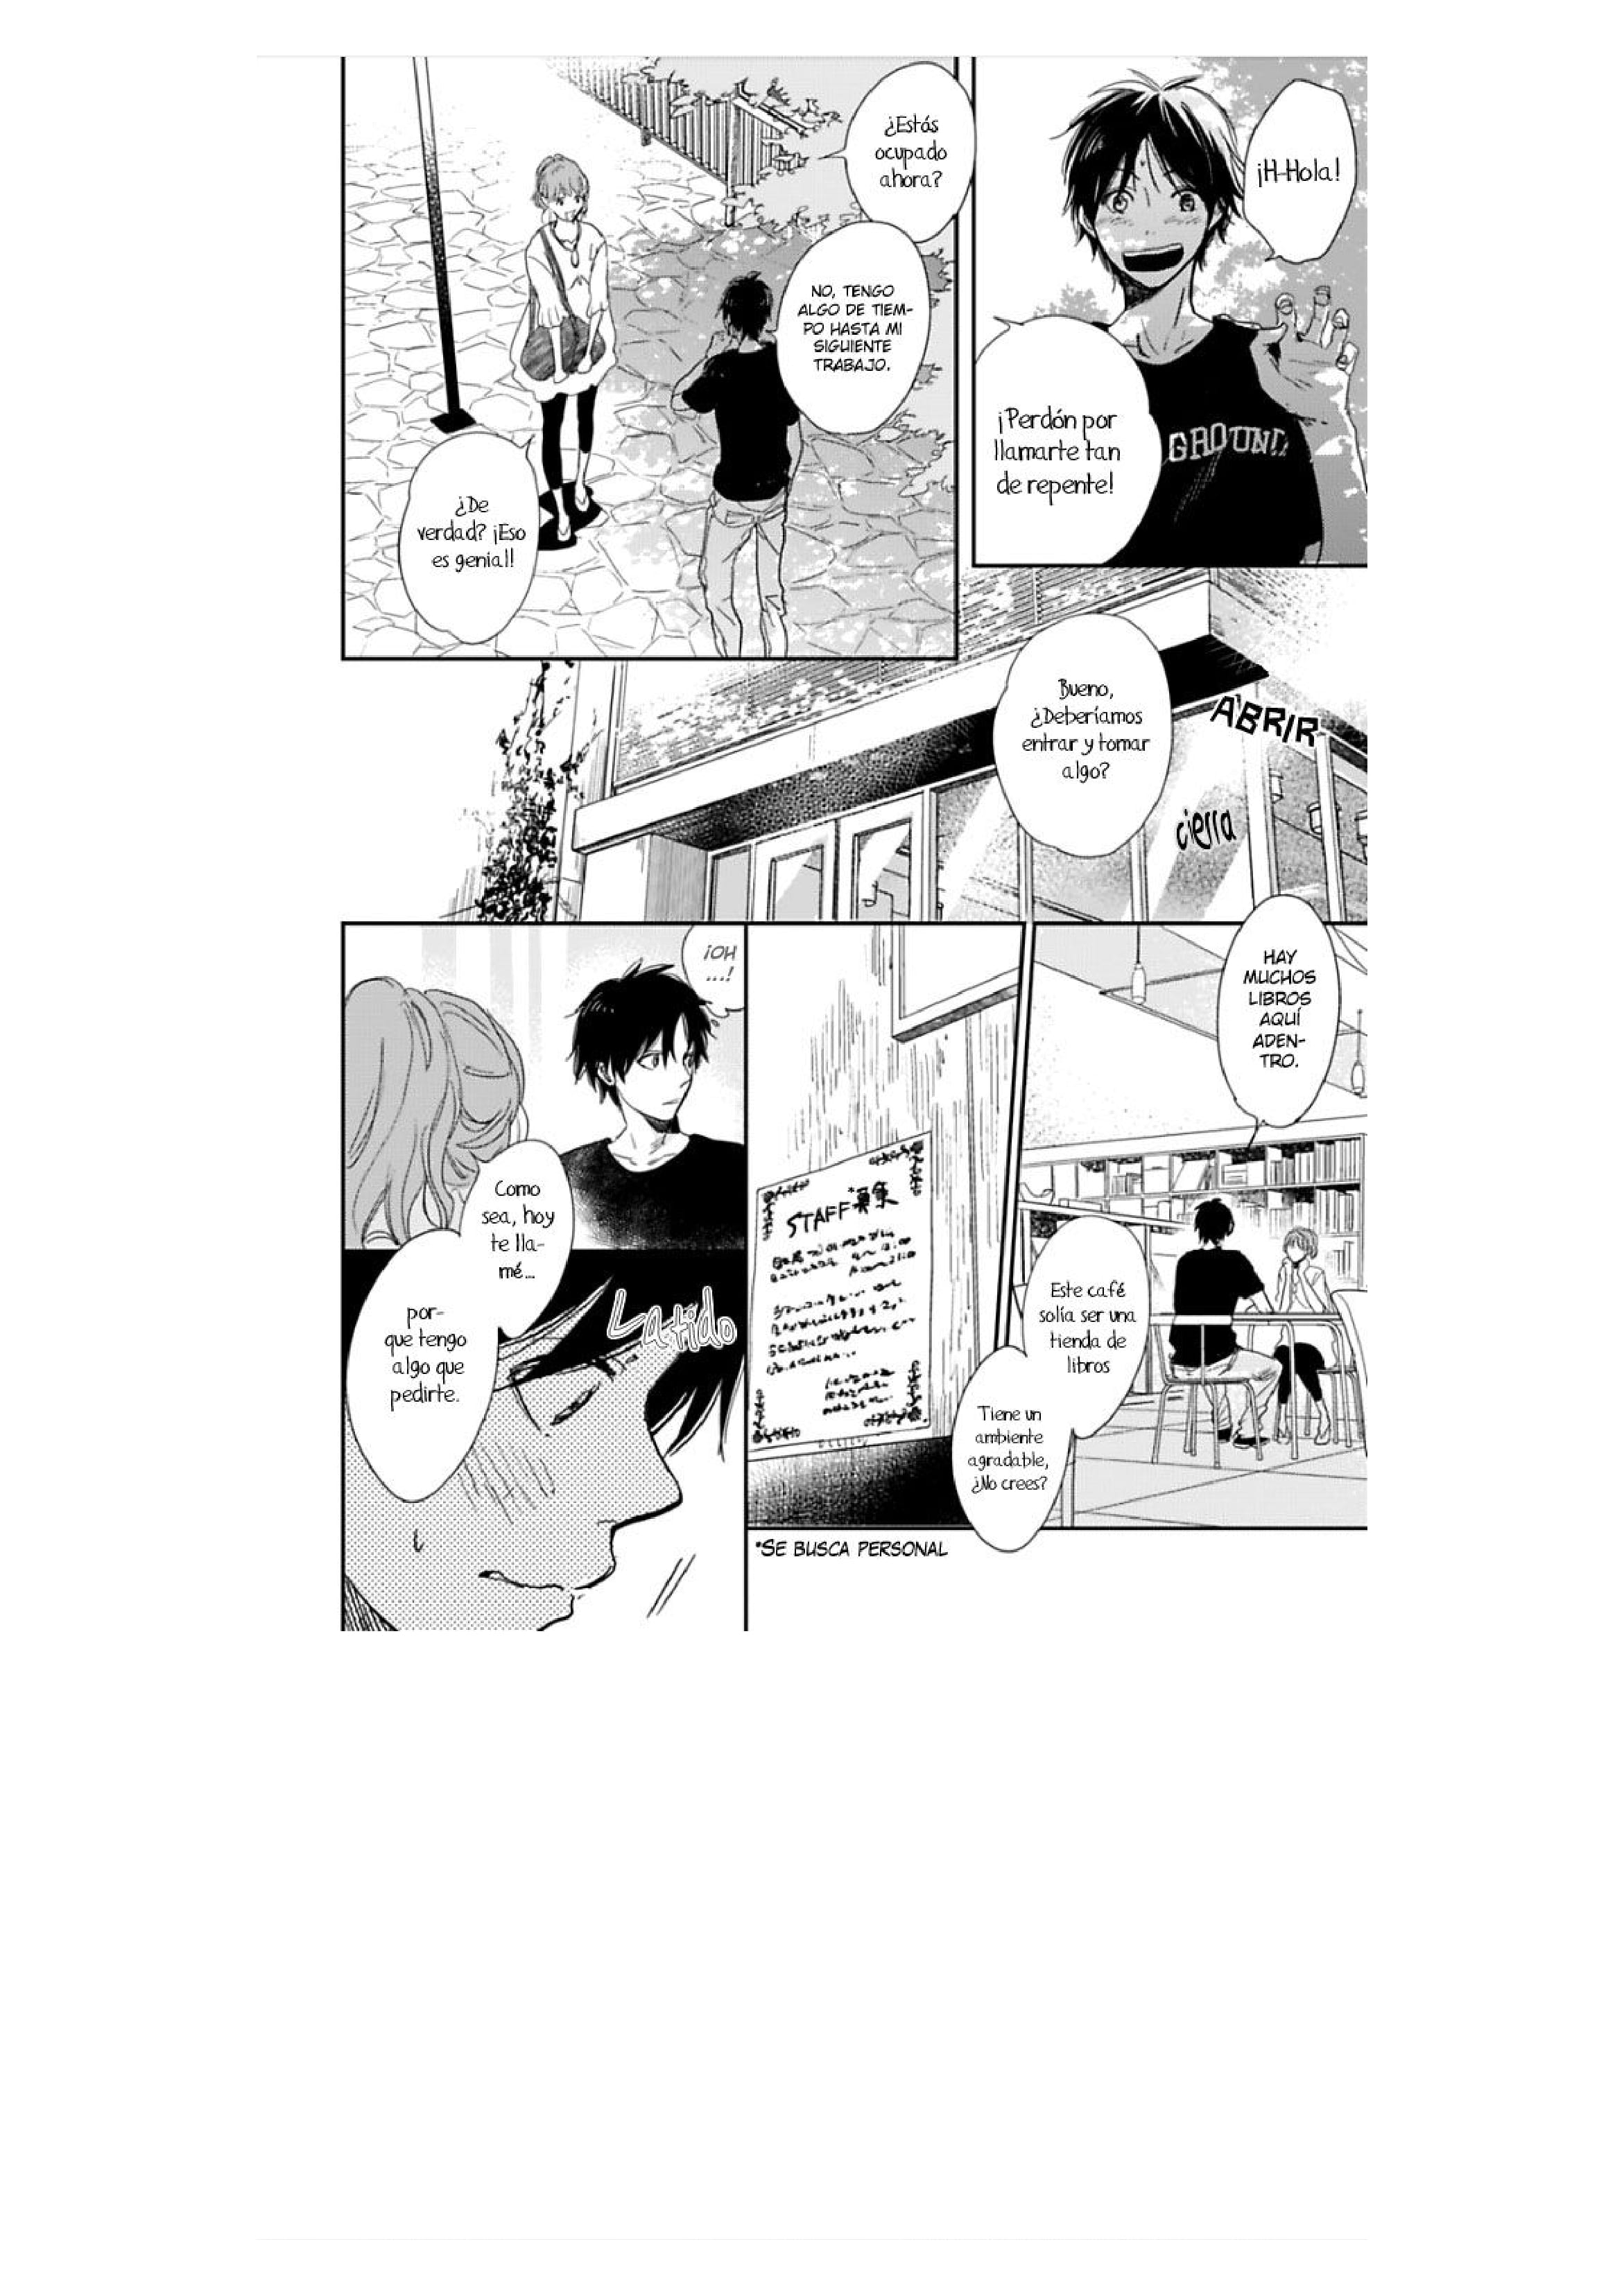 ¡H-Hola!
¡Perdón por
llamarte tan
de repente!
GROUND
¿Estás
ocupado
ahora?
NO, TENGO
ALGO DE TIEM-
PO HASTA MI
SIGUIENTE
TRABAJO.
¿De
verdad? ¡Eso
es genial!
Bueno,
¿Deberíamos
entrar y tomar
algo?
ABRIR
cierra
HAY
MUCHOS
LIBROS
AQUÍ
ADEN-
TRO.
Este café
solía ser una
tienda de
libros
Tiene un
ambiente
agradable,
¿No crees?
STAFF*募集
*SE BUSCA PERSONAL
¡OH
...!
Como
sea, hoy
te lla-
mé...
por-
que tengo
algo que
pedirte.
Latido